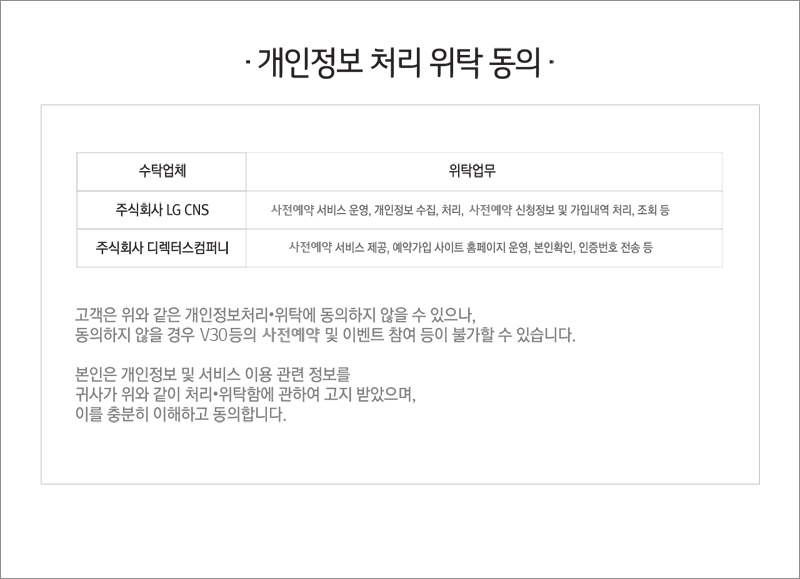 · 개인정보 처리 위탁 동의 ·
수탁업체 위탁업무
주식회사 LG CNS 사전예약 서비스 운영, 개인정보 수집, 처리, 사전예약 신청정보 및 가입내역 처리, 조회 등
주식회사 디렉터스컴퍼니 사전예약 서비스 제공, 예약가입 사이트 홈페이지 운영, 본인확인, 인증번호 전송 등
고객은 위와 같은 개인정보처리•위탁에 동의하지 않을 수 있으나,
동의하지 않을 경우 V30등의 사전예약 및 이벤트 참여 등이 불가할 수 있습니다.
본인은 개인정보 및 서비스 이용 관련 정보를
귀사가 위와 같이 처리•위탁함에 관하여 고지 받았으며,
이를 충분히 이해하고 동의합니다.